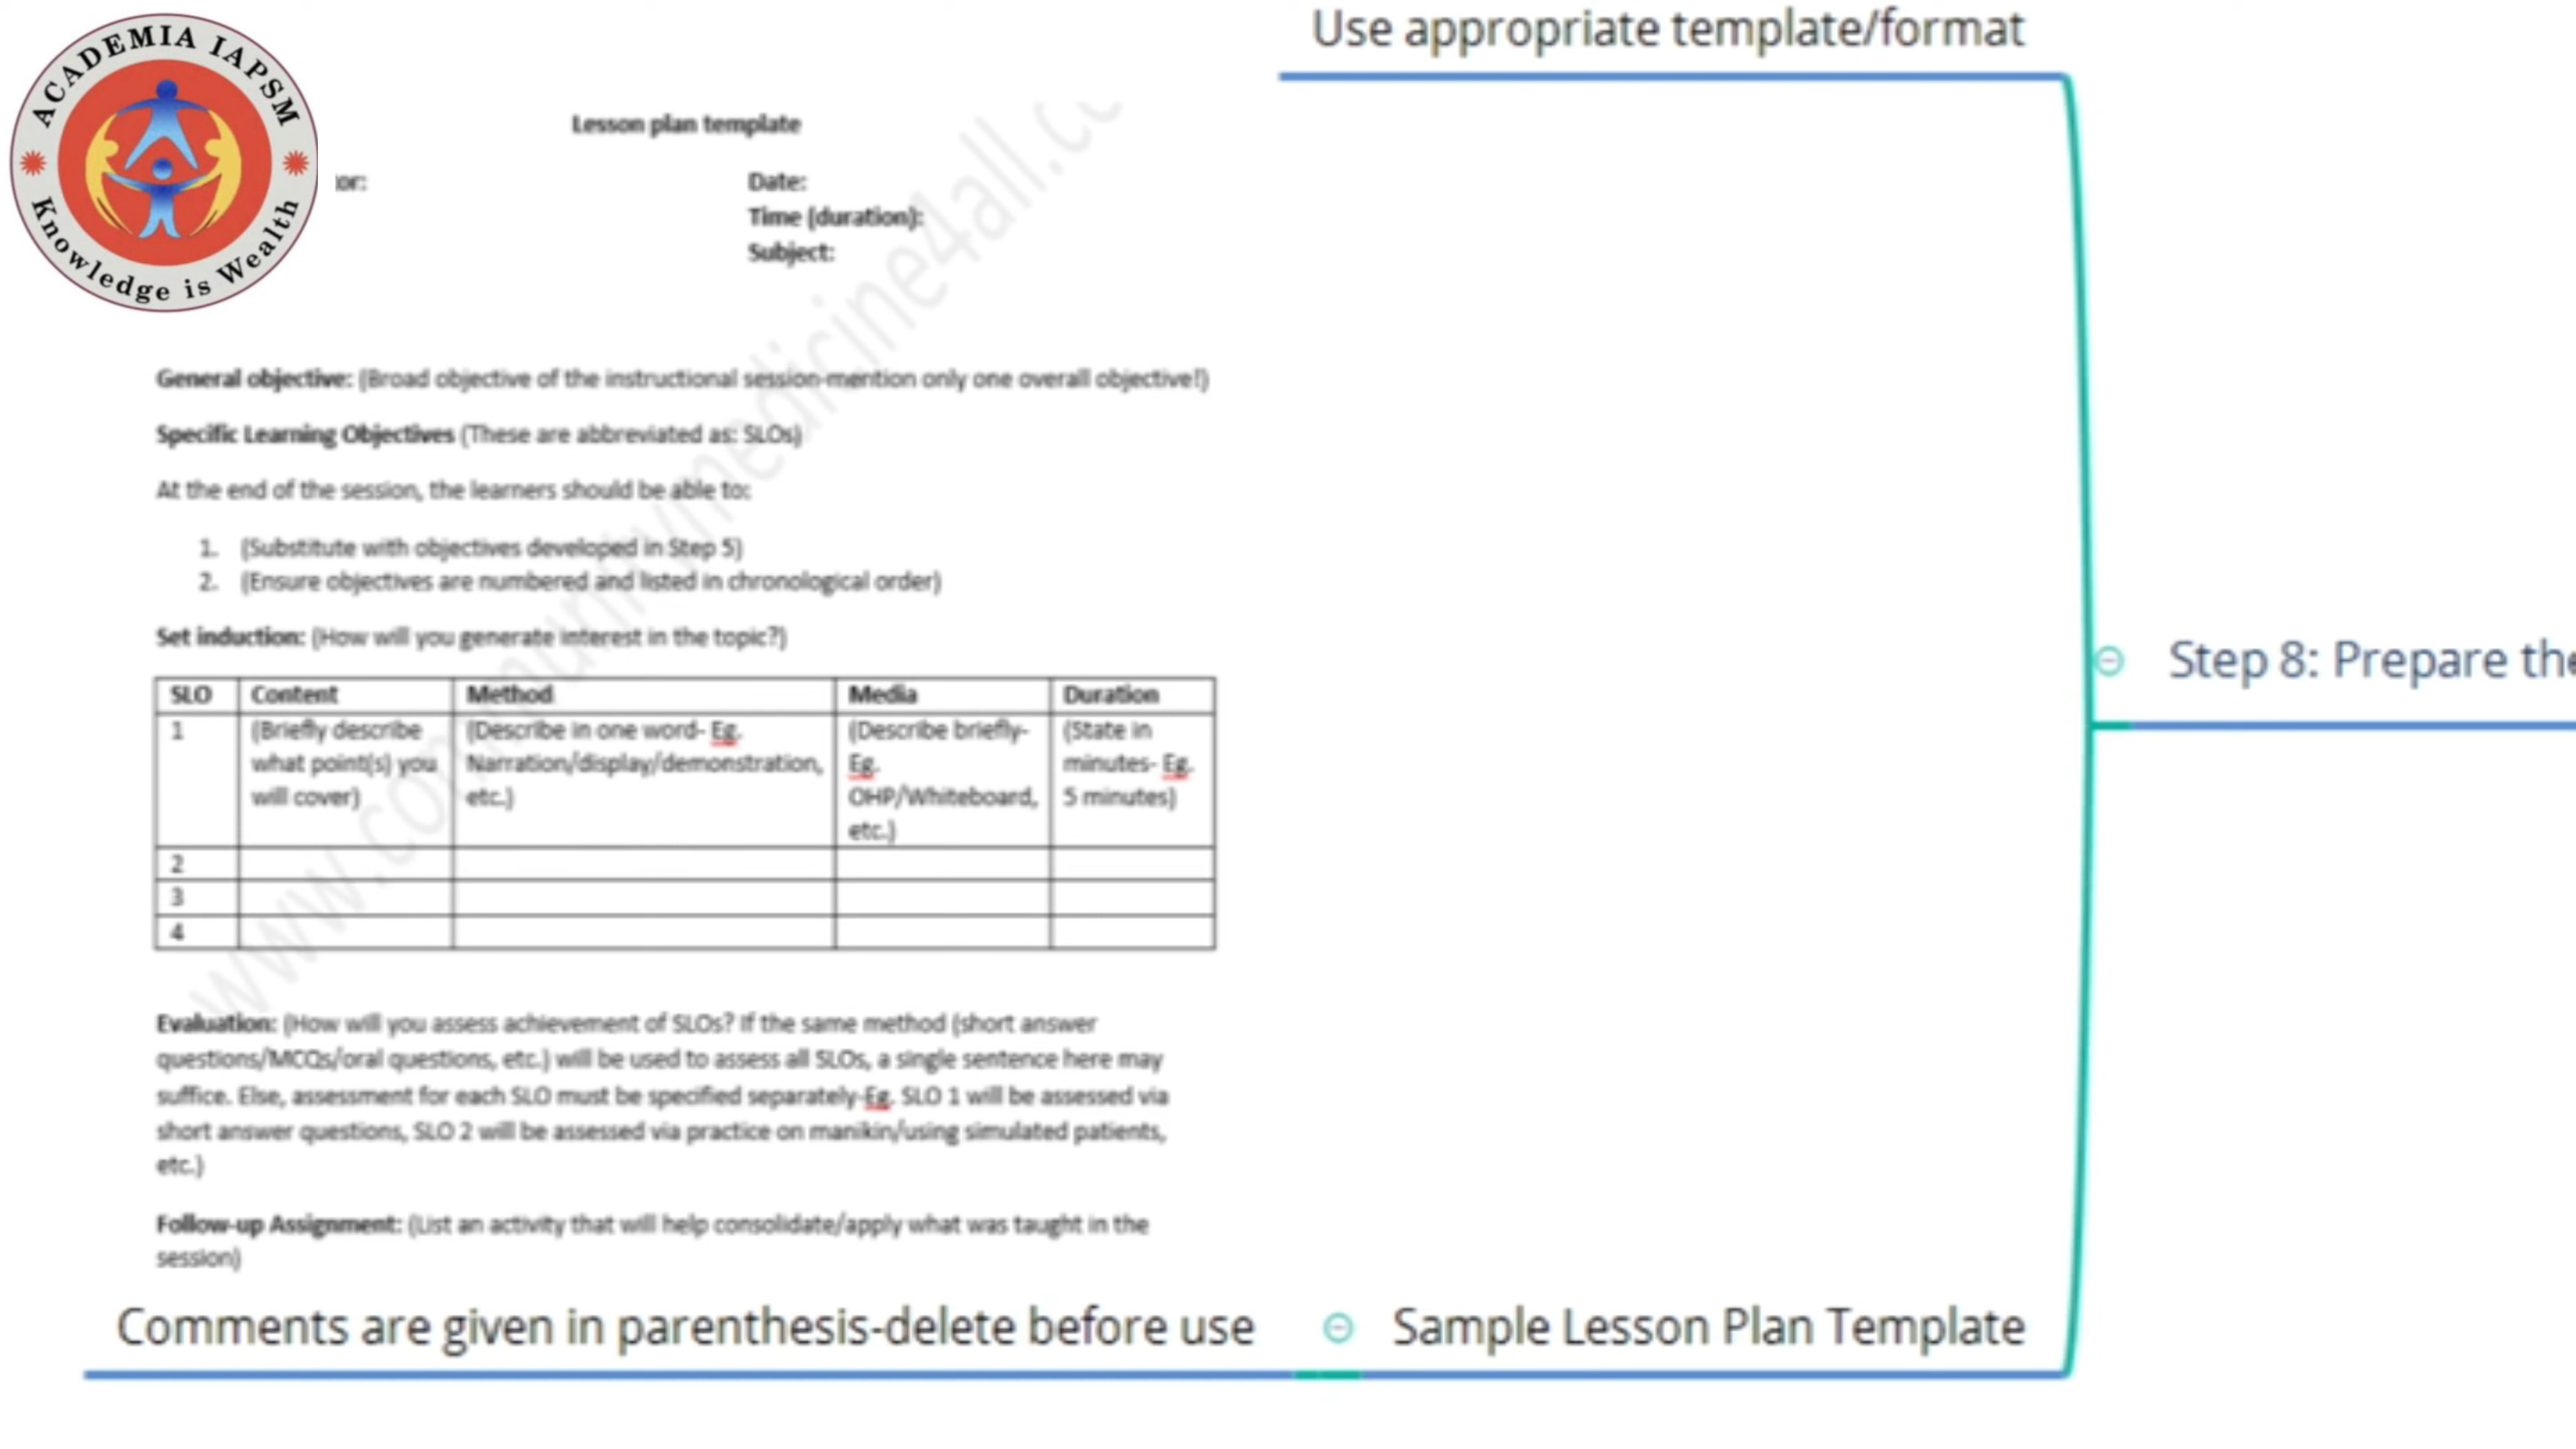 ACADEMIA IAPSM
Knowledge is Wealth
Use appropriate template/format
Lesson plan template
tor:
Date:
Time (duration):
Subject:
General objective: (Broad objective of the instructional session-mention only one overall objective!)
Specific Learning Objectives (These are abbreviated as: SLOs)
At the end of the session, the learners should be able to:
1. (Substitute with objectives developed in Step 5)
2. (Ensure objectives are numbered and listed in chronological order)
Set induction: (How will you generate interest in the topic?)
SLO Content Method Media Duration
1 (Briefly describe (Describe in one word- Eg. (Describe briefly- (State in
what point(s) you Narration/display/demonstration, Eg. minutes- Eg.
will cover) etc.) OHP/Whiteboard, 5 minutes)
etc.)
2
3
4
Evaluation: (How will you assess achievement of SLOs? If the same method (short answer
questions/MCQs/oral questions, etc.) will be used to assess all SLOs, a single sentence here may
suffice. Else, assessment for each SLO must be specified separately-Eg. SLO 1 will be assessed via
short answer questions, SLO 2 will be assessed via practice on manikin/using simulated patients,
etc.)
Follow-up Assignment: (List an activity that will help consolidate/apply what was taught in the
session)
www.communitymedicine4all.co
Comments are given in parenthesis-delete before use
Sample Lesson Plan Template
Step 8: Prepare the